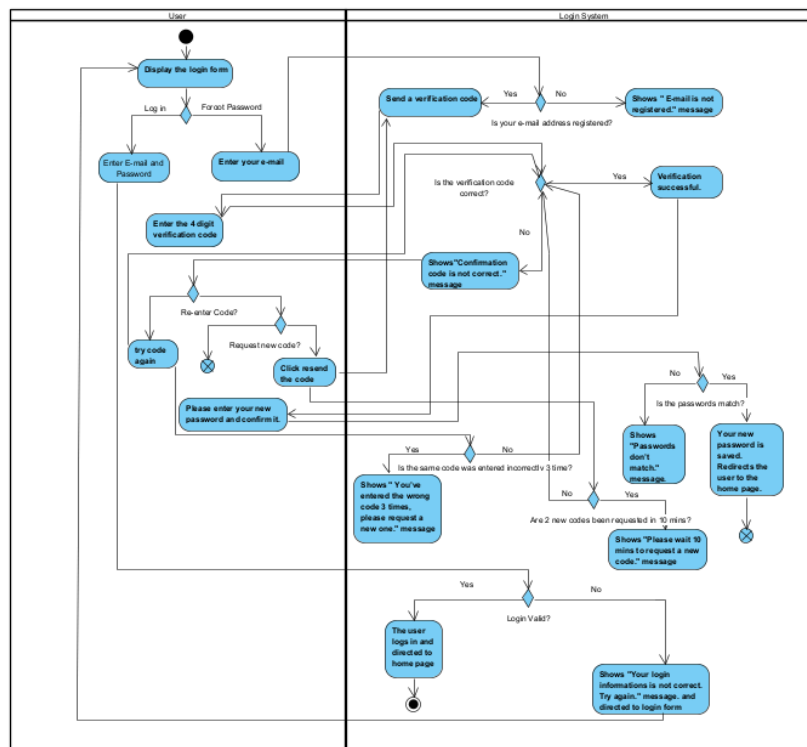 User
Login System
Display the login form
Log in
Forgot Password
Enter E-mail and
Password
Enter your e-mail
Send a verification code
Yes
No
Is your e-mail address registered?
Shows " E-mail is not
registered." message
Enter the 4 digit
verification code
Is the verification code
correct?
Yes
Verification
successful.
No
Shows"Confirmation
code is not correct."
message
Re-enter Code?
try code
again
Request new code?
Click resend
the code
Please enter your new
password and confirm it.
No
Yes
Is the passwords match?
Shows
"Passwords
don't
match."
message.
Your new
password is
saved.
Redirects the
user to the
home page.
Yes
No
Is the same code was entered incorrectly 3 time?
Shows " You've
entered the wrong
code 3 times,
please request a
new one." message
No
Yes
Are 2 new codes been requested in 10 mins?
Shows "Please wait 10
mins to request a new
code." message
Yes
No
Login Valid?
The user
logs in and
directed to
home page
Shows "Your login
informations is not correct.
Try again." message. and
directed to login form